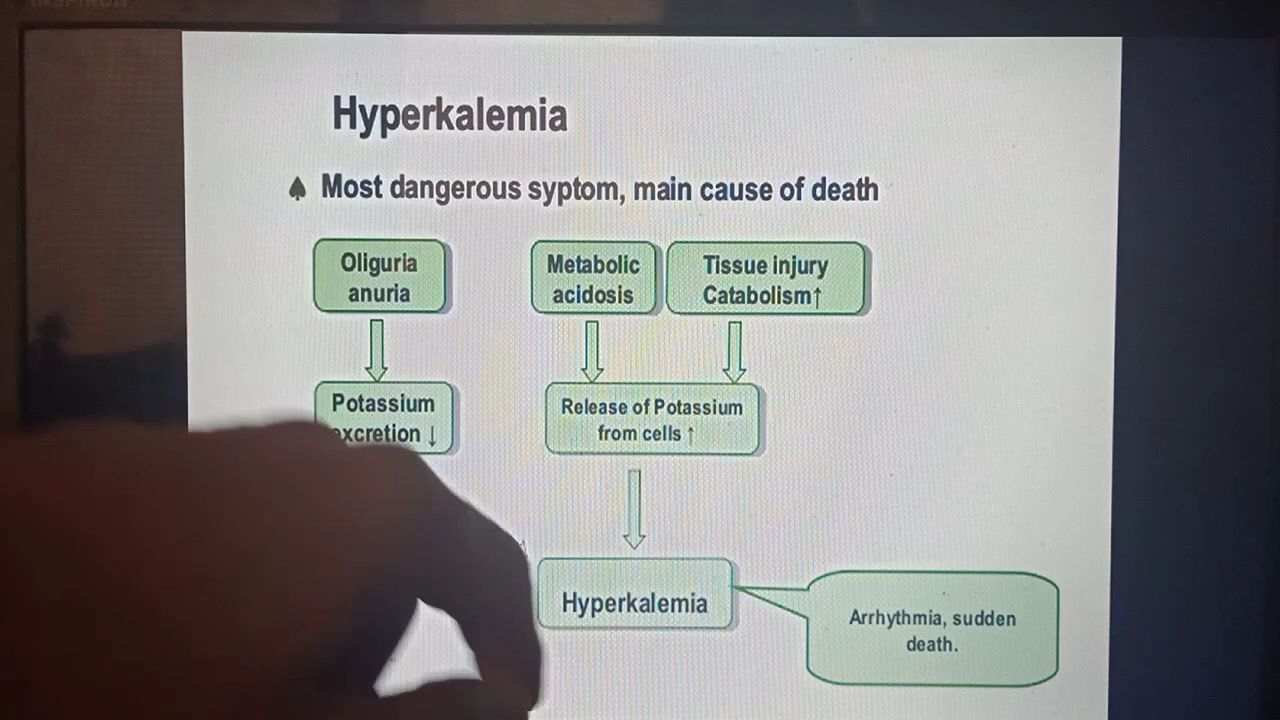 Hyperkalemia
♠ Most dangerous syptom, main cause of death
Oliguria
anuria
Metabolic
acidosis
Tissue injury
Catabolism↑
Potassium
excretion ↓
Release of Potassium
from cells ↑
Hyperkalemia
Arrhythmia, sudden
death.